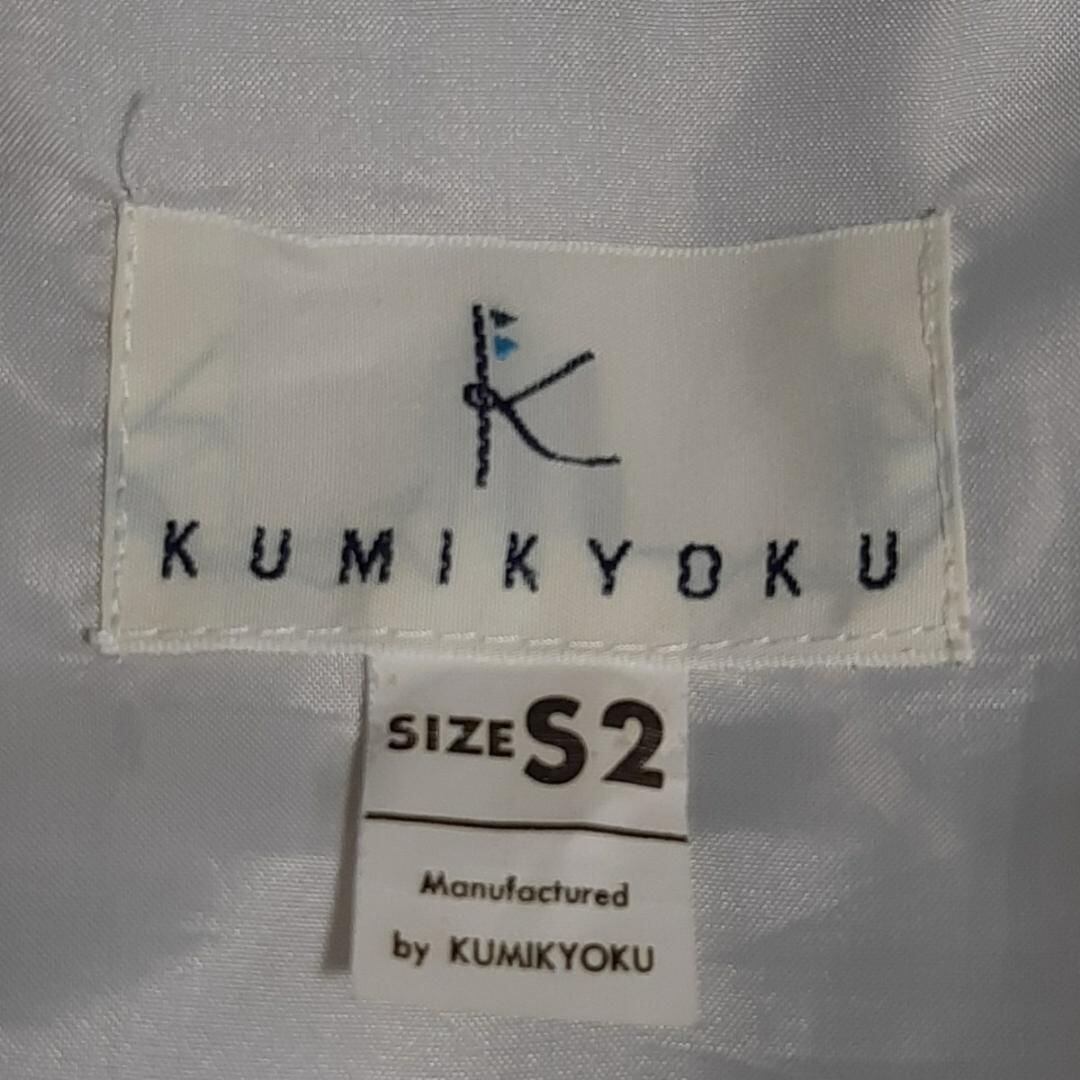 K
KUMIKYOKU
SIZE S2
Manufactured
by KUMIKYOKU